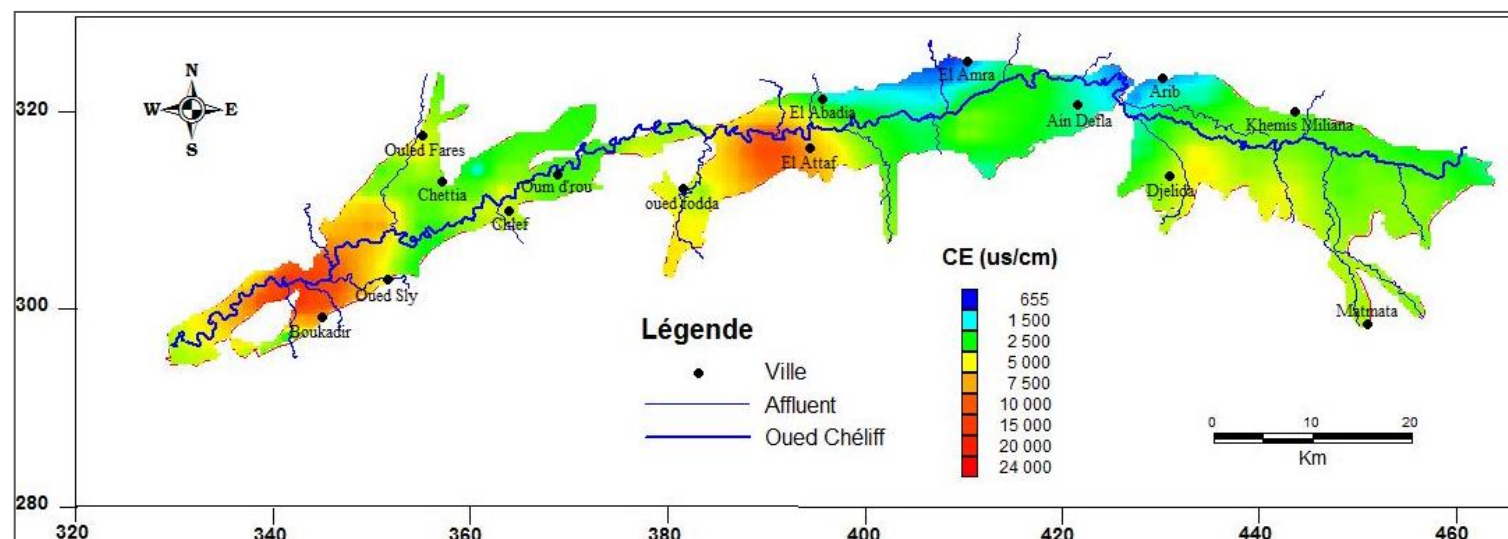 320
300
280
320
340
360
380
400
420
440
460
N
W
E
S
El Amra
Arib
El Abadia
Ain Defla
Khemis Miliana
Ouled Fares
El Attaf
Chettia
Oum d'rou
oued fodda
Djelida
Chlef
Oued Sly
Boukadir
Matmata
CE (us/cm)
655
1 500
2 500
5 000
7 500
10 000
15 000
20 000
24 000
Légende
Ville
Affluent
Oued Chéliff
0 10 20
Km